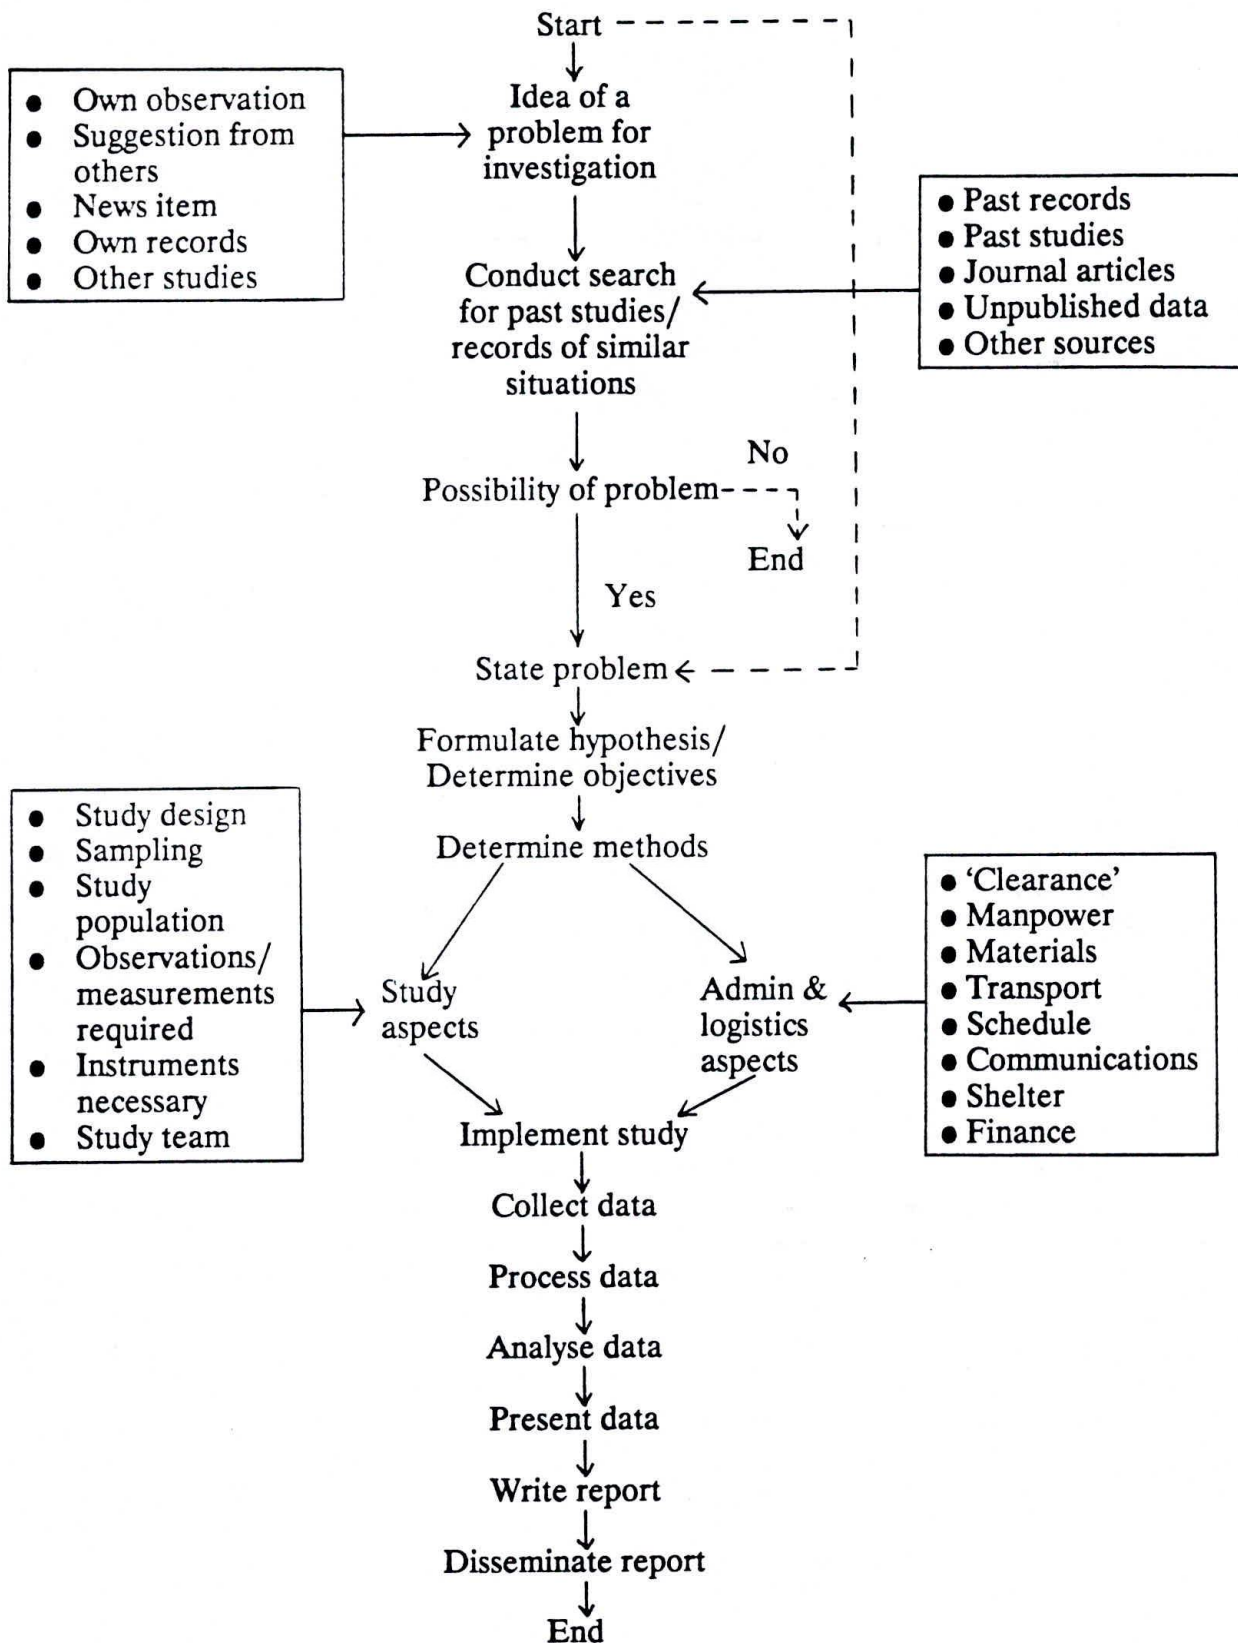 Start
● Own observation
● Suggestion from
others
● News item
● Own records
● Other studies
Idea of a
problem for
investigation
● Past records
● Past studies
● Journal articles
● Unpublished data
● Other sources
Conduct search
for past studies/
records of similar
situations
No
Possibility of problem
End
Yes
State problem
Formulate hypothesis/
Determine objectives
Determine methods
● Study design
● Sampling
● Study
population
● Observations/
measurements
required
● Instruments
necessary
● Study team
Study
aspects
Admin &
logistics
aspects
● ‘Clearance’
● Manpower
● Materials
● Transport
● Schedule
● Communications
● Shelter
● Finance
Implement study
Collect data
Process data
Analyse data
Present data
Write report
Disseminate report
End